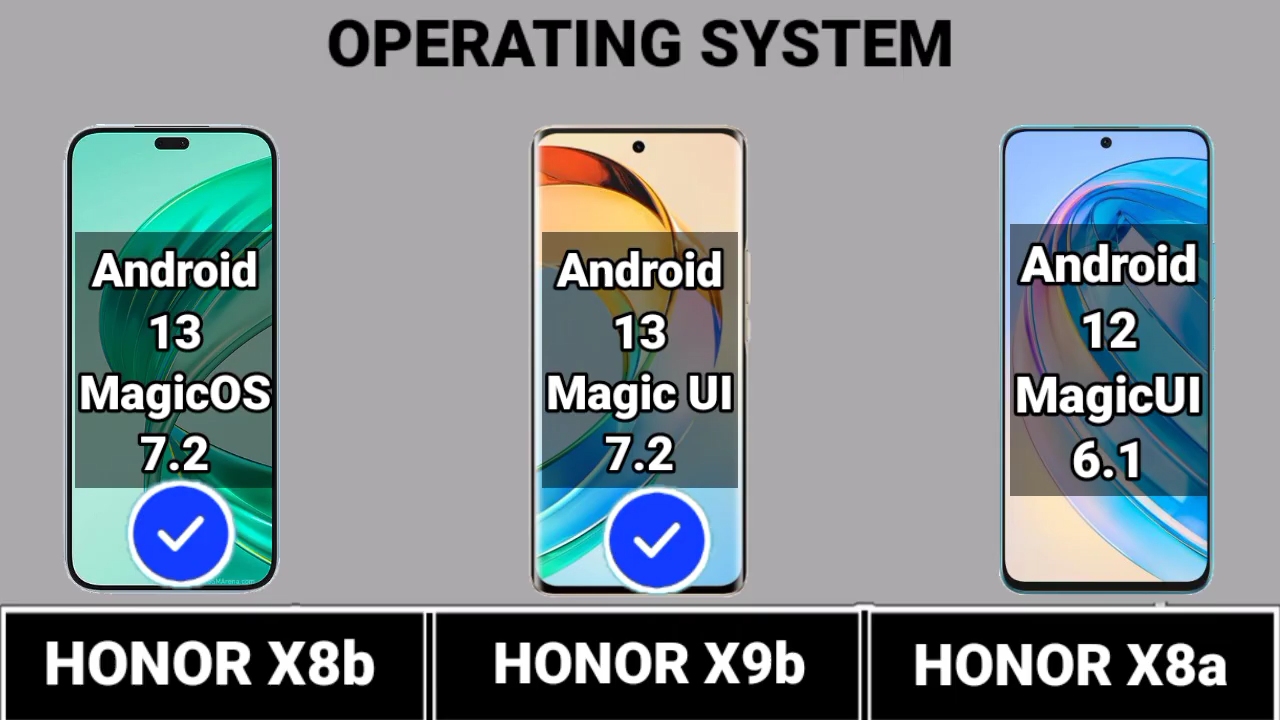 OPERATING SYSTEM
Android
13
MagicOS
7.2
Android
13
Magic UI
7.2
Android
12
MagicUI
6.1
HONOR X8b
HONOR X9b
HONOR X8a